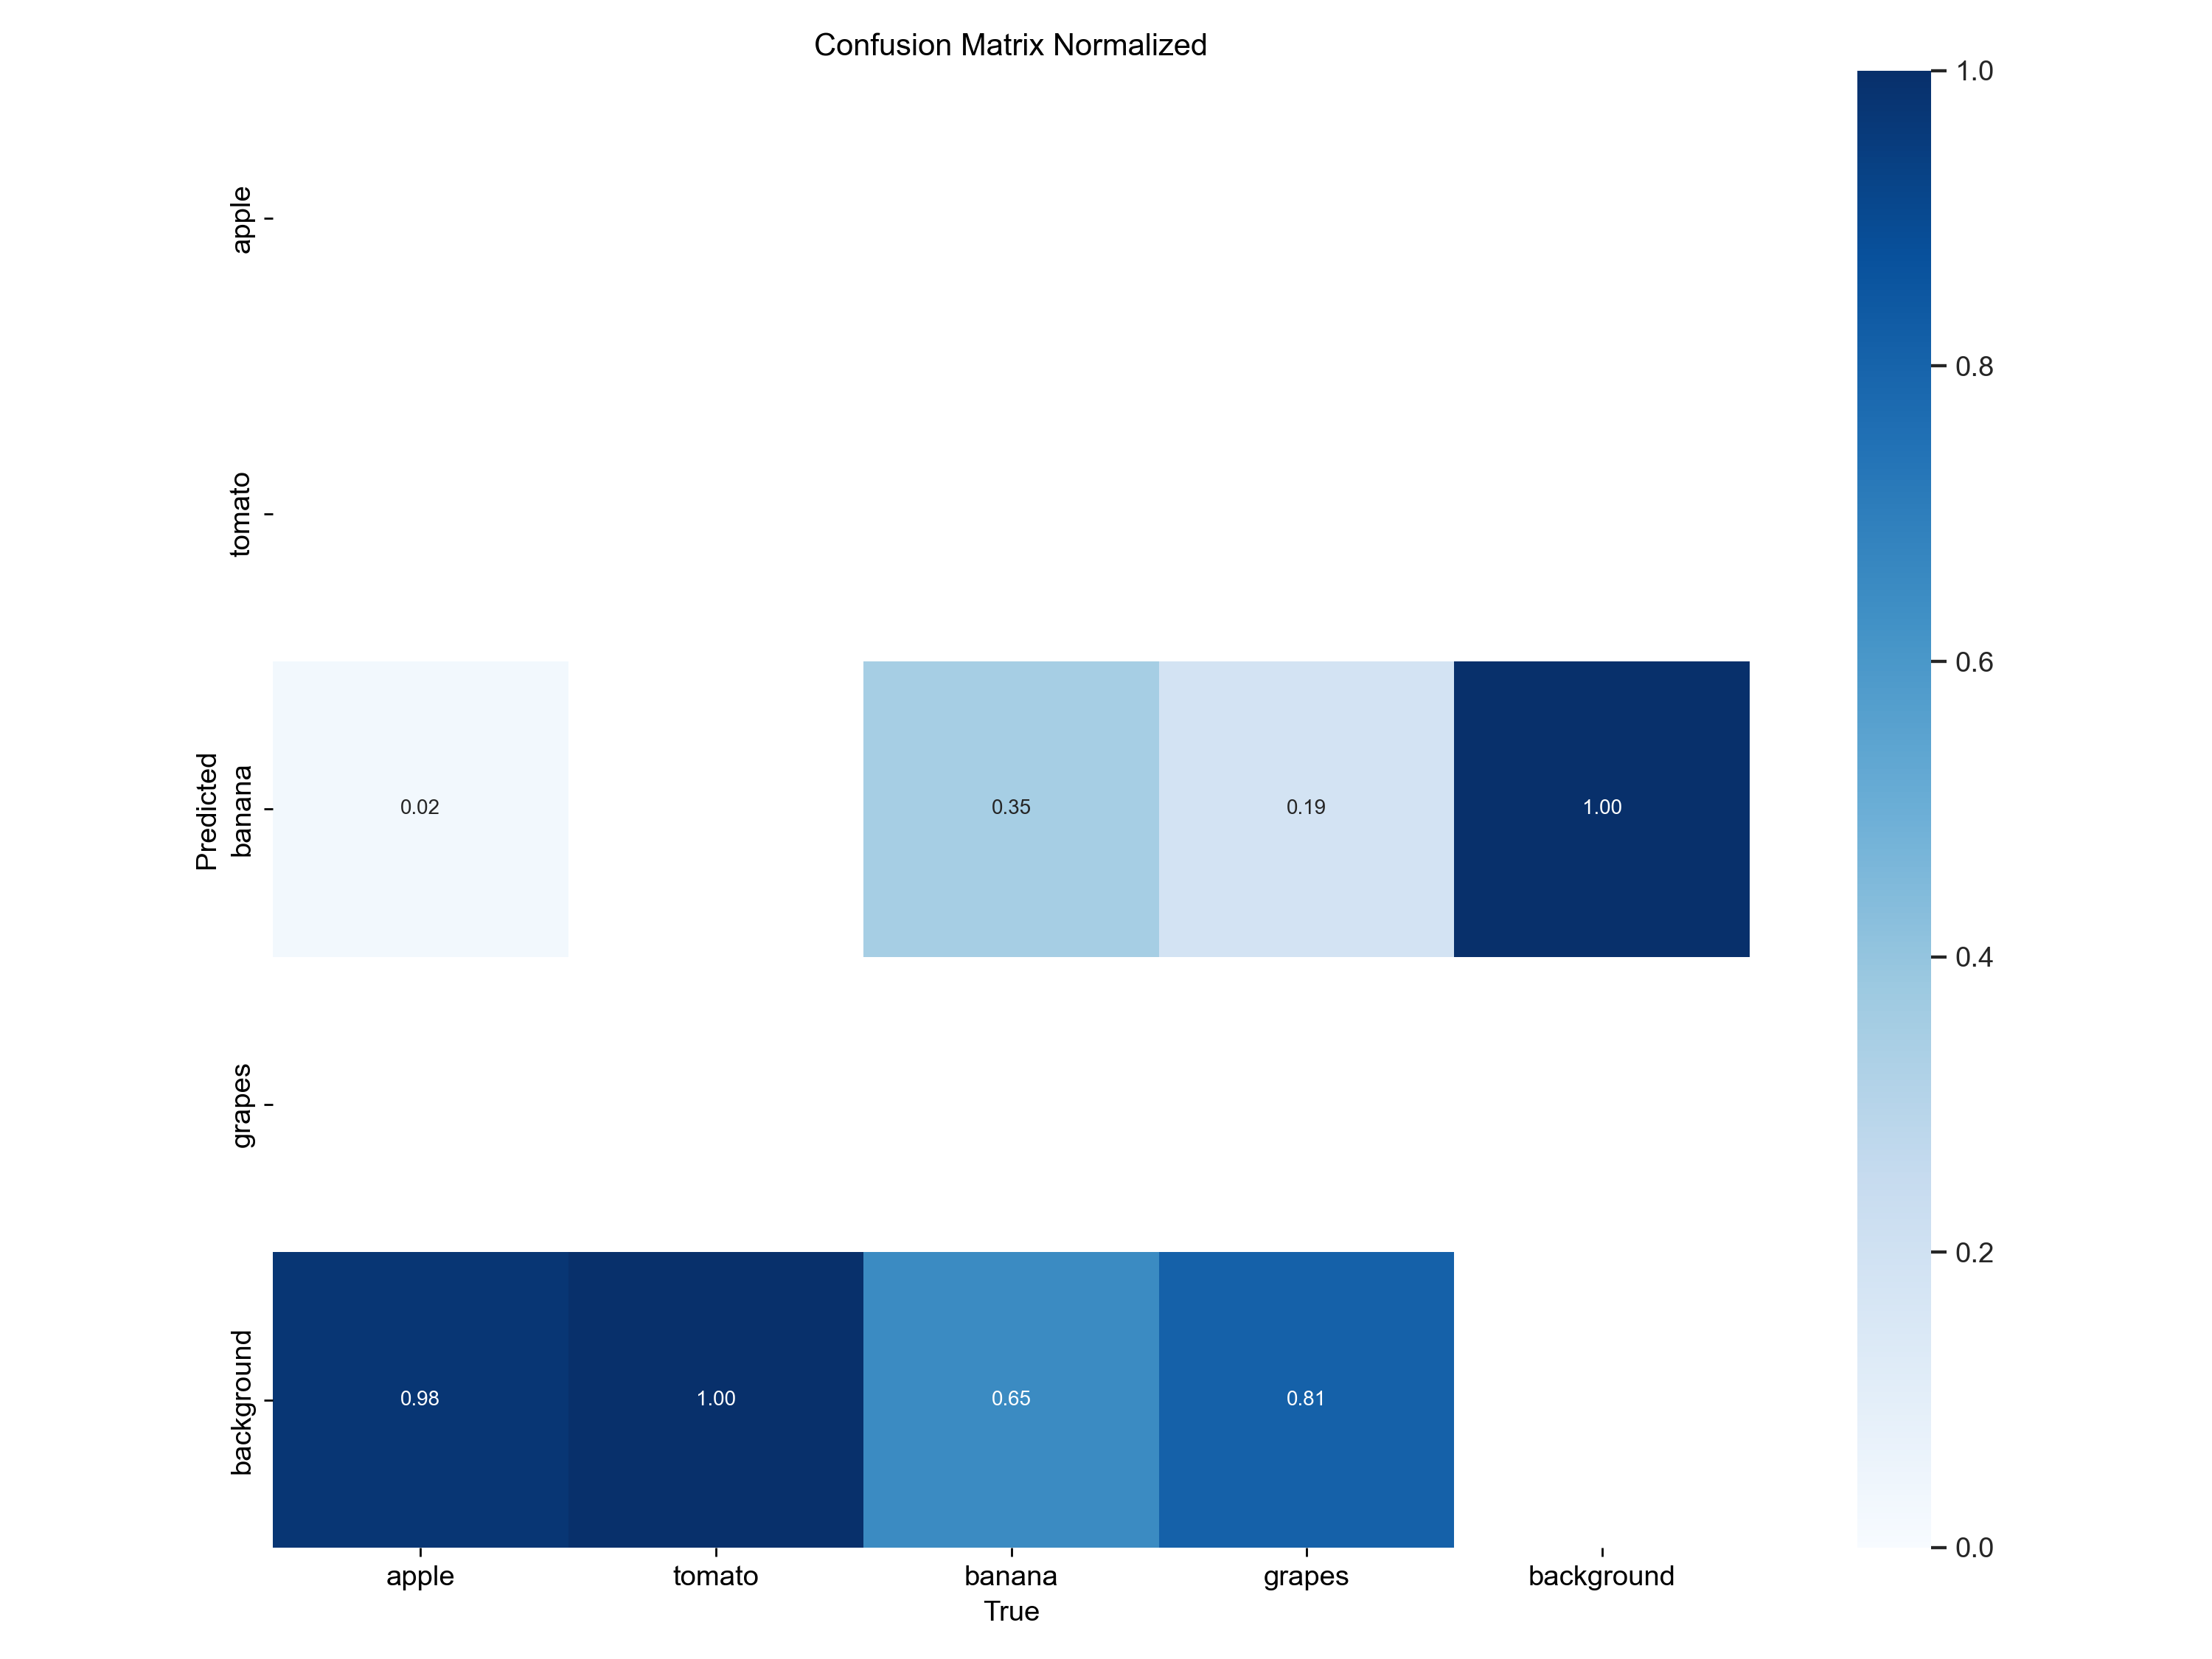 Confusion Matrix Normalized
1.0
apple
0.8
tomato
0.6
Predicted
banana
0.02
0.35
0.19
1.00
0.4
grapes
0.2
background
0.98
1.00
0.65
0.81
0.0
apple
tomato
banana
grapes
background
True